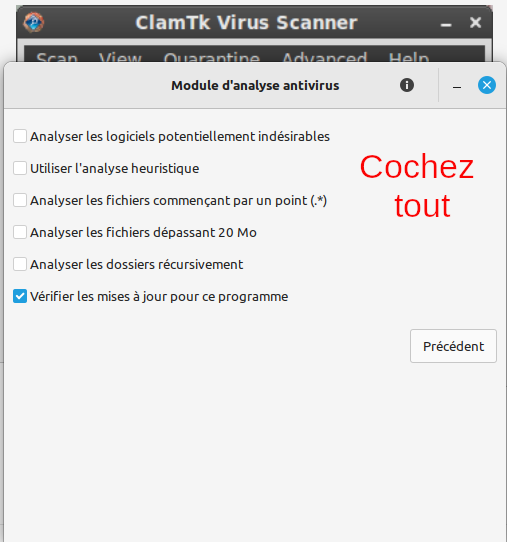 ClamTk Virus Scanner
Scan View Quarantine Advanced Help
Module d'analyse antivirus
Analyser les logiciels potentiellement indésirables
Utiliser l'analyse heuristique
Analyser les fichiers commençant par un point (.*)
Analyser les fichiers dépassant 20 Mo
Analyser les dossiers récursivement
Vérifier les mises à jour pour ce programme
Cochez
tout
Précédent